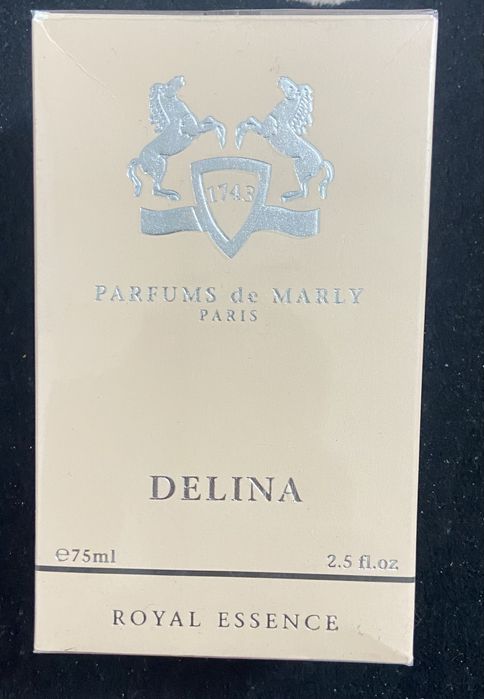 1743
PARFUMS de MARLY
PARIS
DELINA
℮75ml 2.5 fl.oz
ROYAL ESSENCE